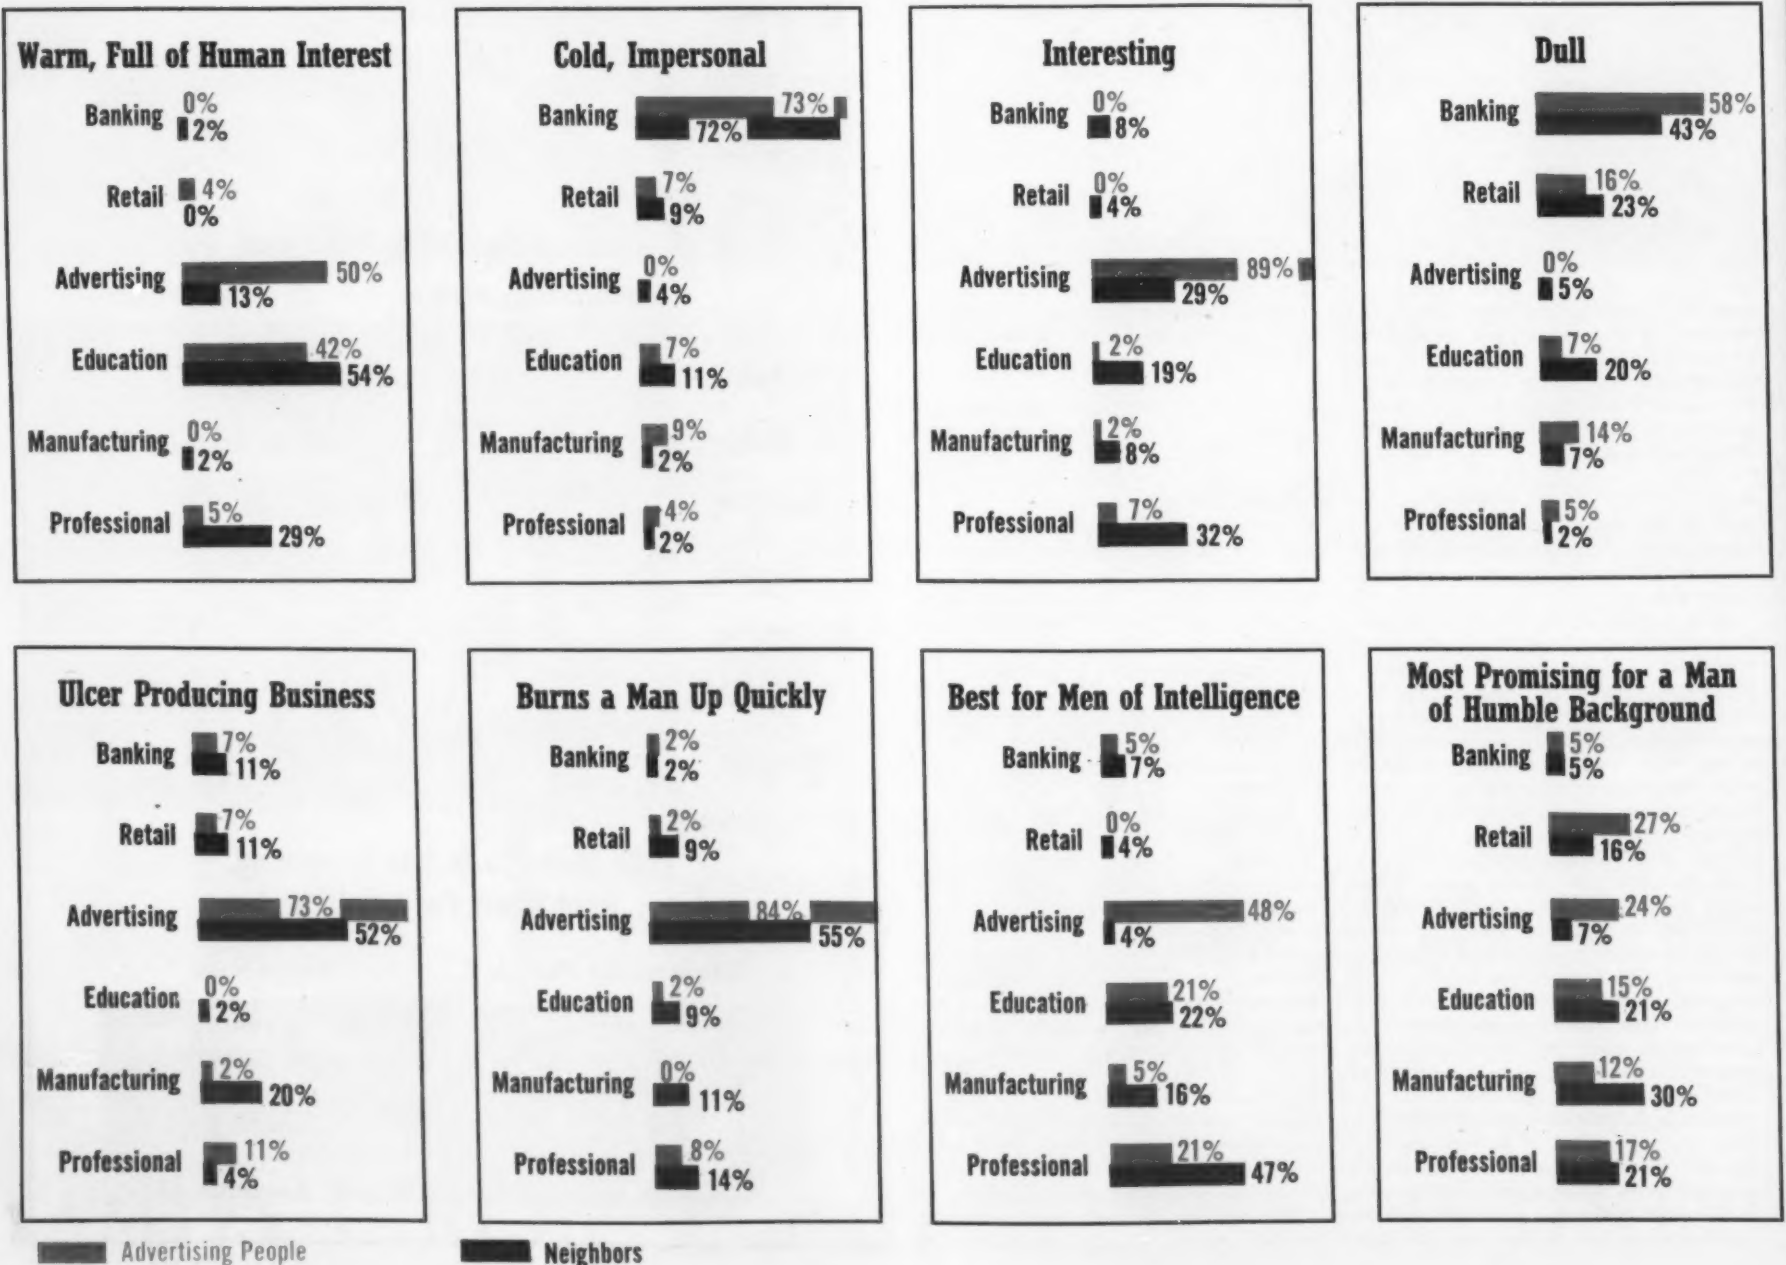 Warm, Full of Human Interest
Banking 0%
2%
Retail 4%
0%
Advertising 50%
13%
Education 42%
54%
Manufacturing 0%
2%
Professional 5%
29%
Cold, Impersonal
Banking 73%
72%
Retail 7%
9%
Advertising 0%
4%
Education 7%
11%
Manufacturing 9%
2%
Professional 4%
2%
Interesting
Banking 0%
8%
Retail 0%
4%
Advertising 89%
29%
Education 2%
19%
Manufacturing 2%
8%
Professional 7%
32%
Dull
Banking 58%
43%
Retail 16%
23%
Advertising 0%
5%
Education 7%
20%
Manufacturing 14%
7%
Professional 5%
2%
Ulcer Producing Business
Banking 7%
11%
Retail 7%
11%
Advertising 73%
52%
Education 0%
2%
Manufacturing 2%
20%
Professional 11%
4%
Burns a Man Up Quickly
Banking 2%
2%
Retail 2%
9%
Advertising 84%
55%
Education 2%
9%
Manufacturing 0%
11%
Professional 8%
14%
Best for Men of Intelligence
Banking 5%
7%
Retail 0%
4%
Advertising 48%
4%
Education 21%
22%
Manufacturing 5%
16%
Professional 21%
47%
Most Promising for a Man
of Humble Background
Banking 5%
5%
Retail 27%
16%
Advertising 24%
7%
Education 15%
21%
Manufacturing 12%
30%
Professional 17%
21%
Advertising People
Neighbors